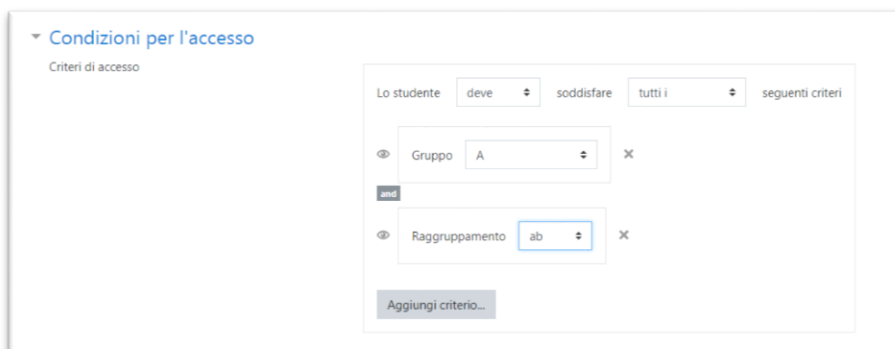 Condizioni per l'accesso
Criteri di accesso
Lo studente deve soddisfare tutti i seguenti criteri
Gruppo A
and
Raggruppamento ab
Aggiungi criterio...